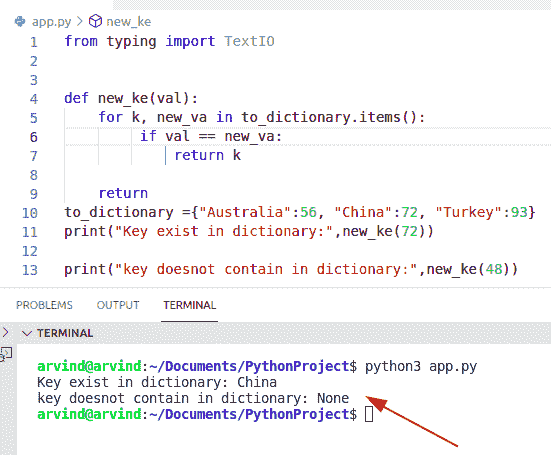 app.py > new_ke
1 from typing import TextIO
2
3
4 def new_ke(val):
5 for k, new_va in to_dictionary.items():
6 if val == new_va:
7 return k
8
9 return
10 to_dictionary ={"Australia":56, "China":72, "Turkey":93}
11 print("Key exist in dictionary:",new_ke(72))
12
13 print("key doesnot contain in dictionary:",new_ke(48))
PROBLEMS OUTPUT TERMINAL
TERMINAL
arvind@arvind:~/Documents/PythonProject$ python3 app.py
Key exist in dictionary: China
key doesnot contain in dictionary: None
arvind@arvind:~/Documents/PythonProject$